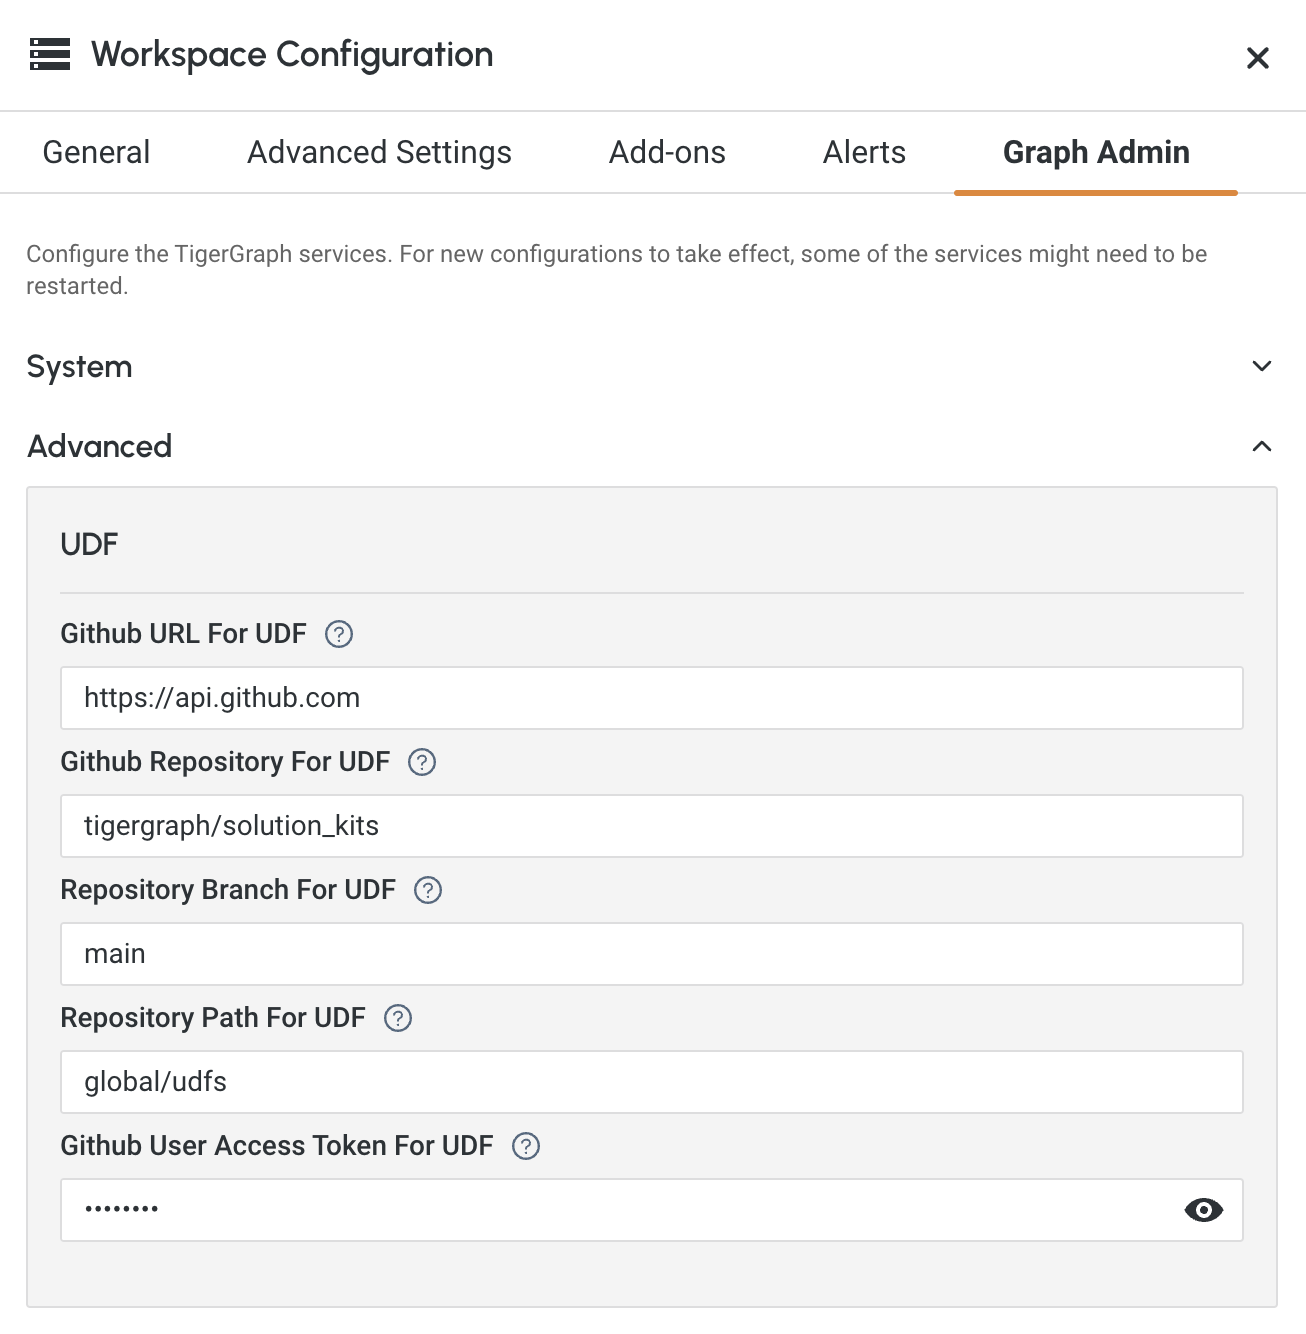 Workspace Configuration
General Advanced Settings Add-ons Alerts Graph Admin
Configure the TigerGraph services. For new configurations to take effect, some of the services might need to be
restarted.
System
Advanced
UDF
Github URL For UDF ?
https://api.github.com
Github Repository For UDF ?
tigergraph/solution_kits
Repository Branch For UDF ?
main
Repository Path For UDF ?
global/udfs
Github User Access Token For UDF ?
••••••••